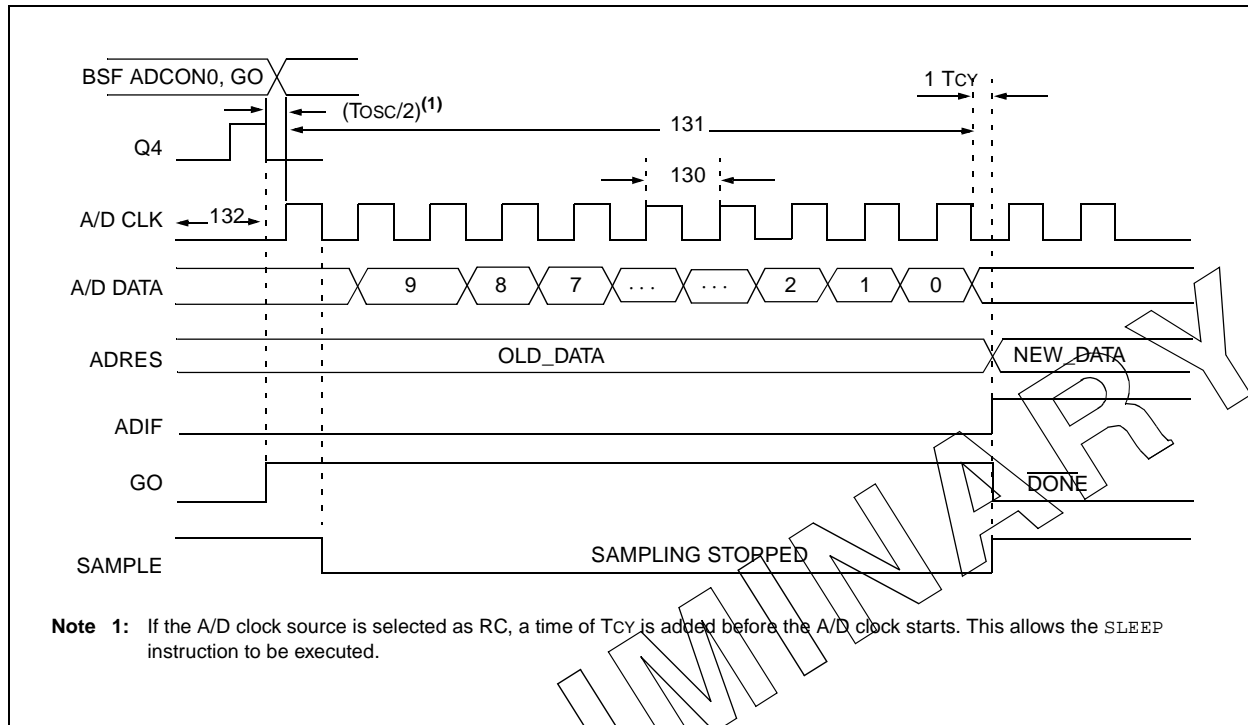 BSF ADCON0, GO
(TOSC/2)(1)
1 TCY
131
Q4
130
A/D CLK
132
A/D DATA
9 8 7 . . . . . . 2 1 0
ADRES
OLD_DATA
NEW_DATA
ADIF
GO
DONE
SAMPLE
SAMPLING STOPPED
Note 1: If the A/D clock source is selected as RC, a time of TCY is added before the A/D clock starts. This allows the SLEEP
instruction to be executed.
IMINARY